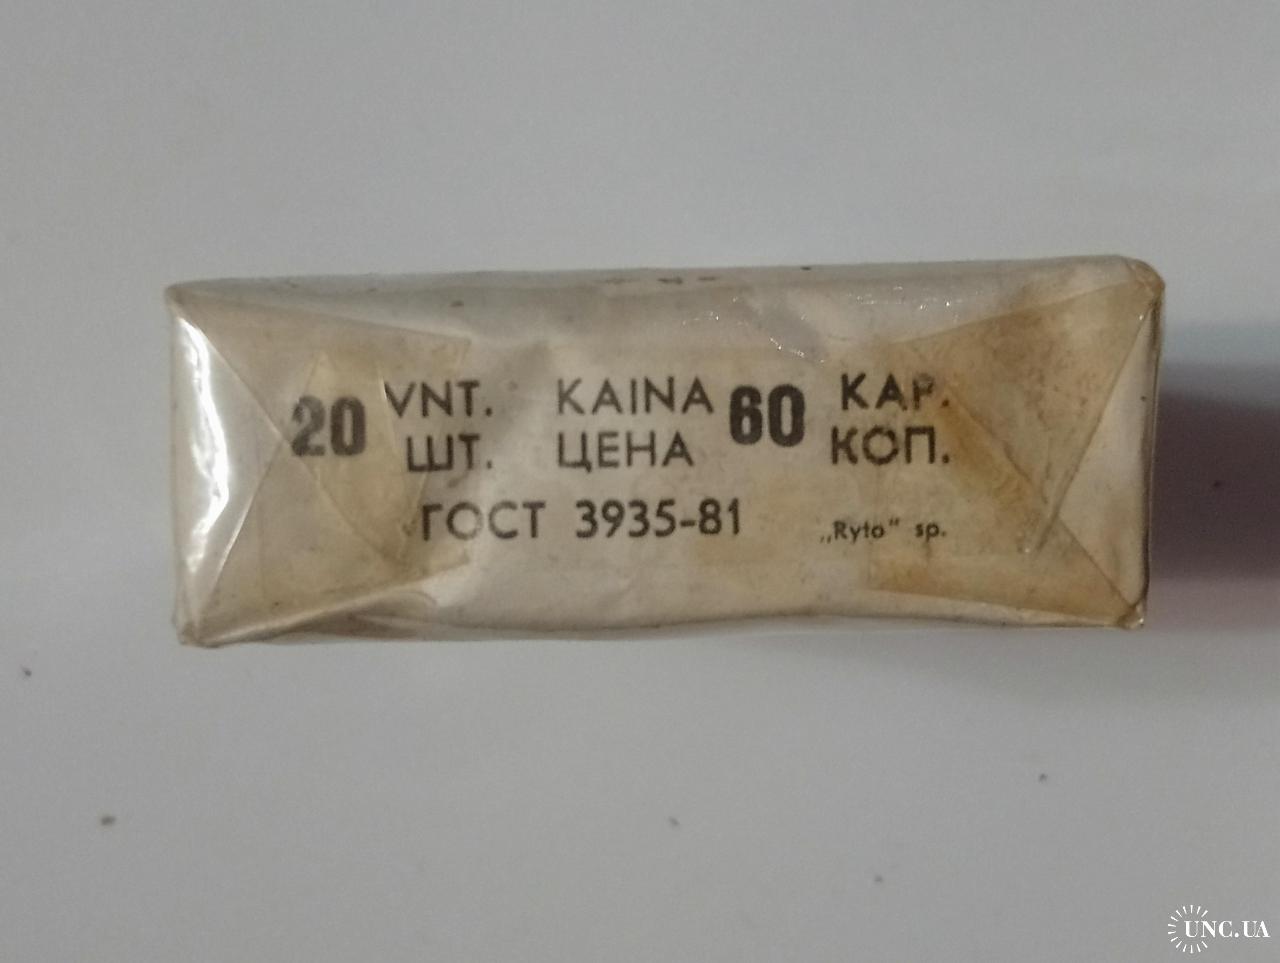 20 VNT. KAINA 60 KAP.
ШТ. ЦЕНА КОП.
ГОСТ 3935-81 „Ryto" sp.
UNC.UA